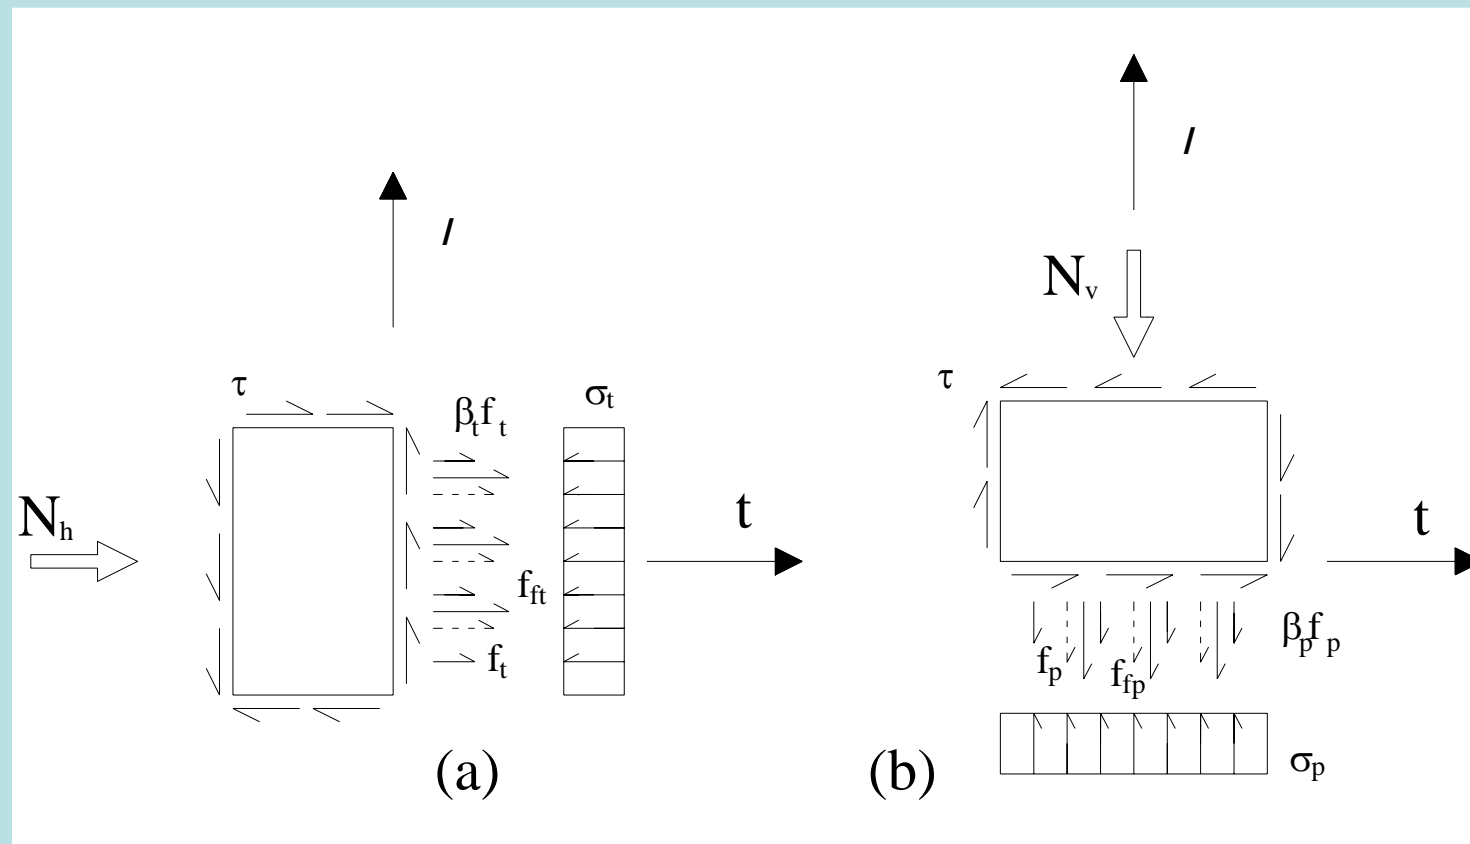 l
τ
β_t f_t
σ_t
N_h
t
f_ft
f_t
(a)
l
N_v
τ
t
β_p f_p
f_p
f_fp
σ_p
(b)